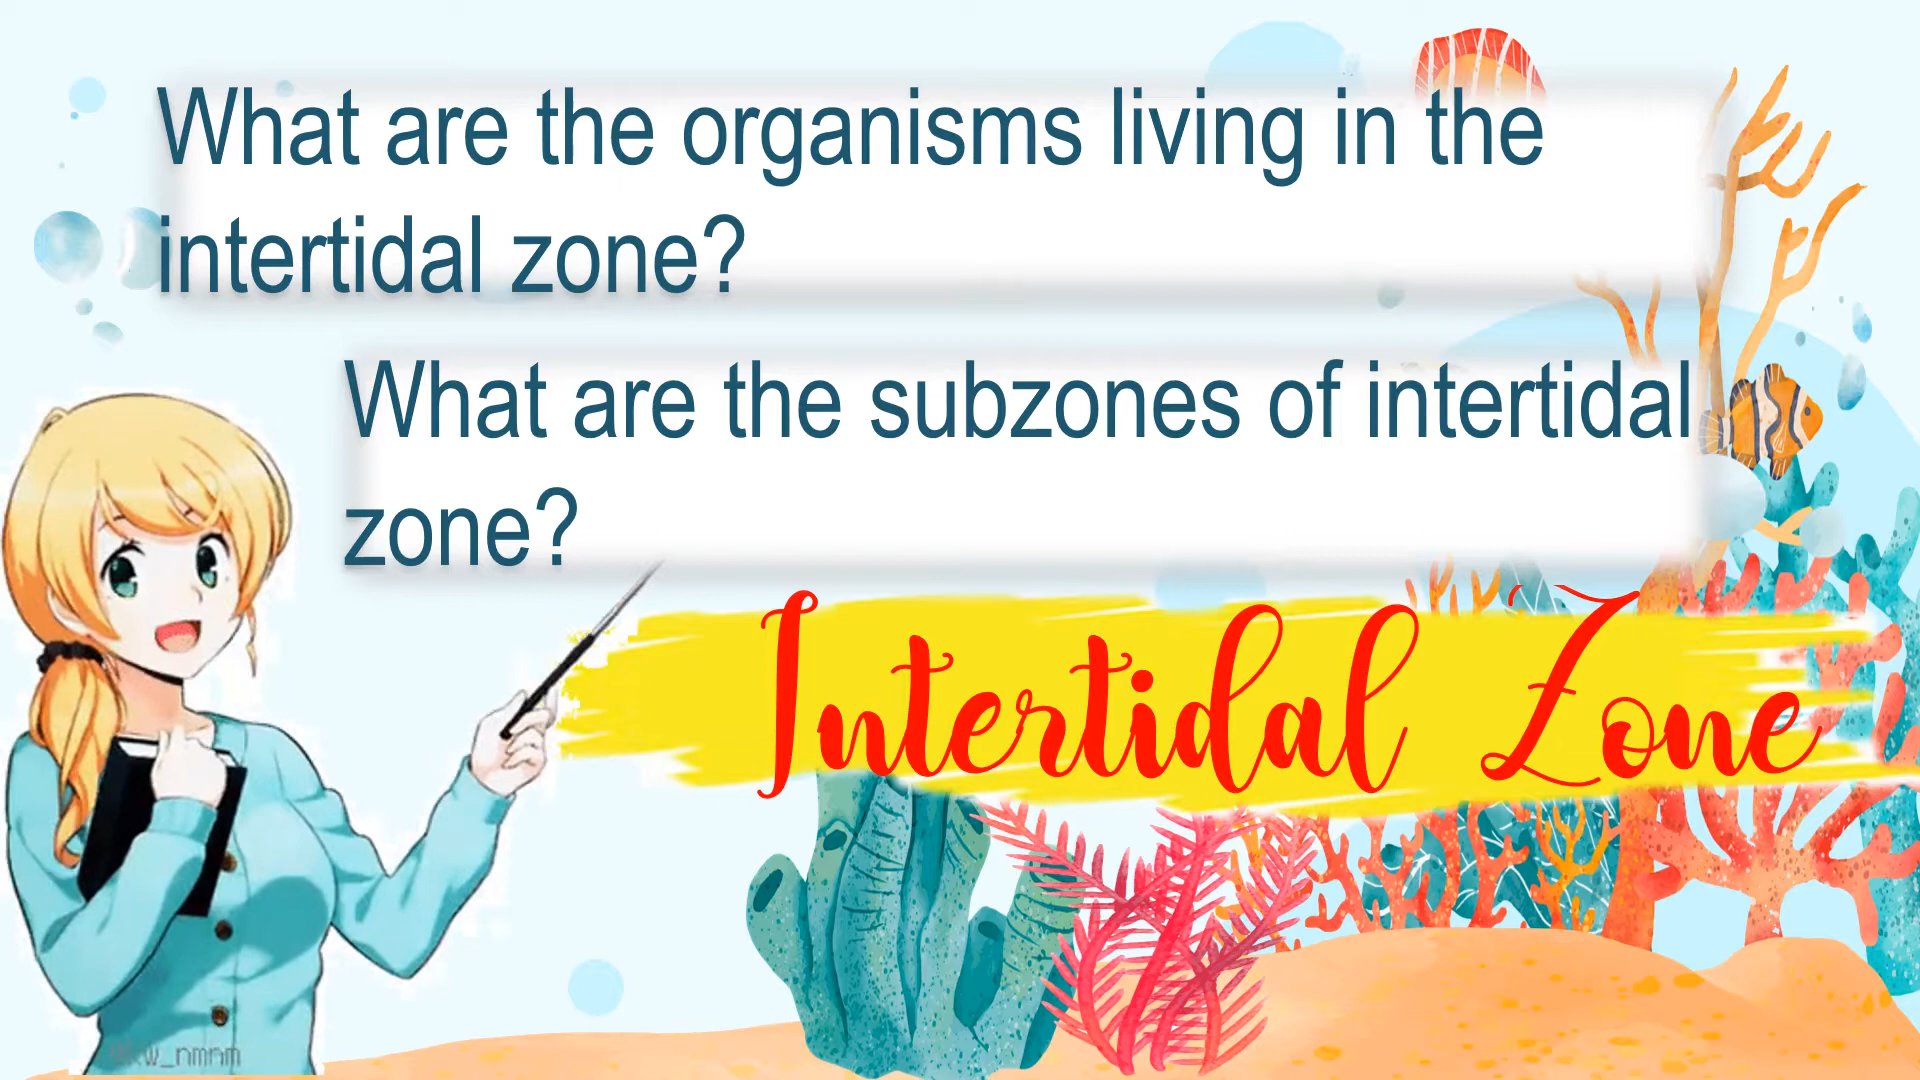 What are the organisms living in the
intertidal zone?
What are the subzones of intertidal
zone?
Intertidal Zone